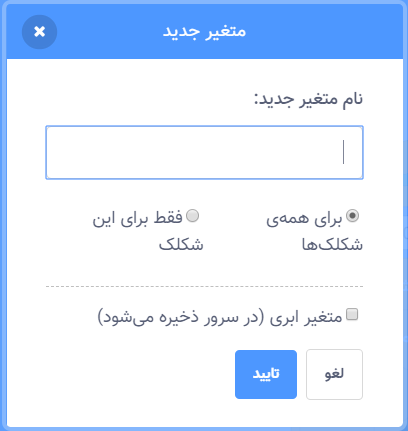 متغیر جدید
نام متغیر جدید:
برای همه‌ی
شکلک‌ها
فقط برای این
شکلک
متغیر ابری (در سرور ذخیره می‌شود)
لغو
تایید